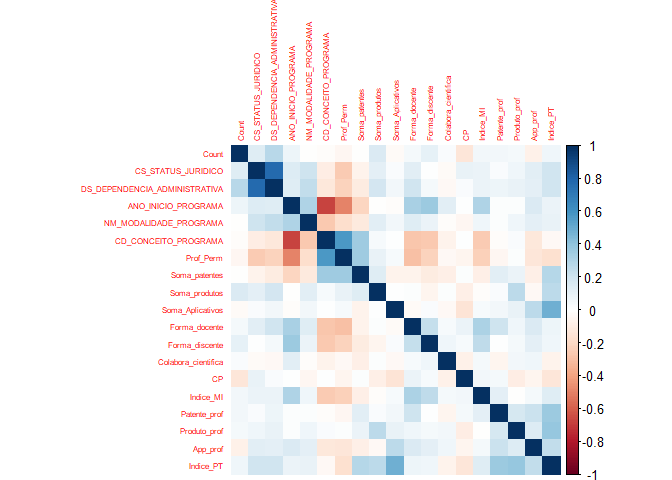 Count
CS_STATUS_JURIDICO
DS_DEPENDENCIA_ADMINISTRATIVA
ANO_INICIO_PROGRAMA
NM_MODALIDADE_PROGRAMA
CD_CONCEITO_PROGRAMA
Prof_Perm
Soma_patentes
Soma_produtos
Soma_Aplicativos
Forma_docente
Forma_discente
Colabora_cientifica
CP
Indice_MI
Patente_prof
Produto_prof
App_prof
Indice_PT
Count
CS_STATUS_JURIDICO
DS_DEPENDENCIA_ADMINISTRATIVA
ANO_INICIO_PROGRAMA
NM_MODALIDADE_PROGRAMA
CD_CONCEITO_PROGRAMA
Prof_Perm
Soma_patentes
Soma_produtos
Soma_Aplicativos
Forma_docente
Forma_discente
Colabora_cientifica
CP
Indice_MI
Patente_prof
Produto_prof
App_prof
Indice_PT
1
0.8
0.6
0.4
0.2
0
-0.2
-0.4
-0.6
-0.8
-1